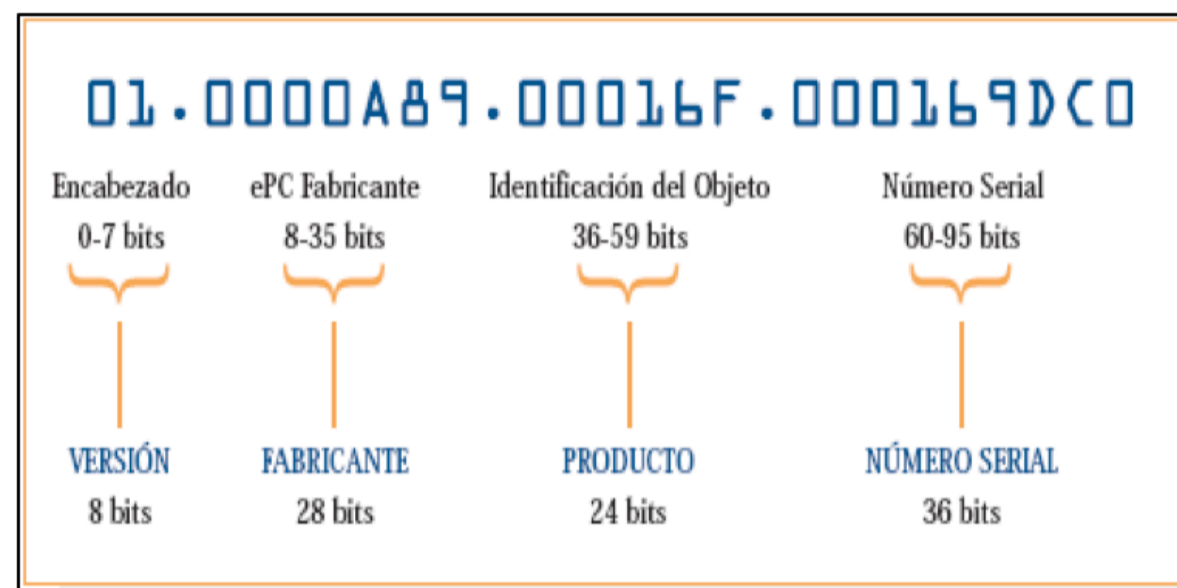 01.0000A89.00016F.000169DC0
Encabezado ePC Fabricante Identificación del Objeto Número Serial
0-7 bits 8-35 bits 36-59 bits 60-95 bits
VERSIÓN FABRICANTE PRODUCTO NÚMERO SERIAL
8 bits 28 bits 24 bits 36 bits